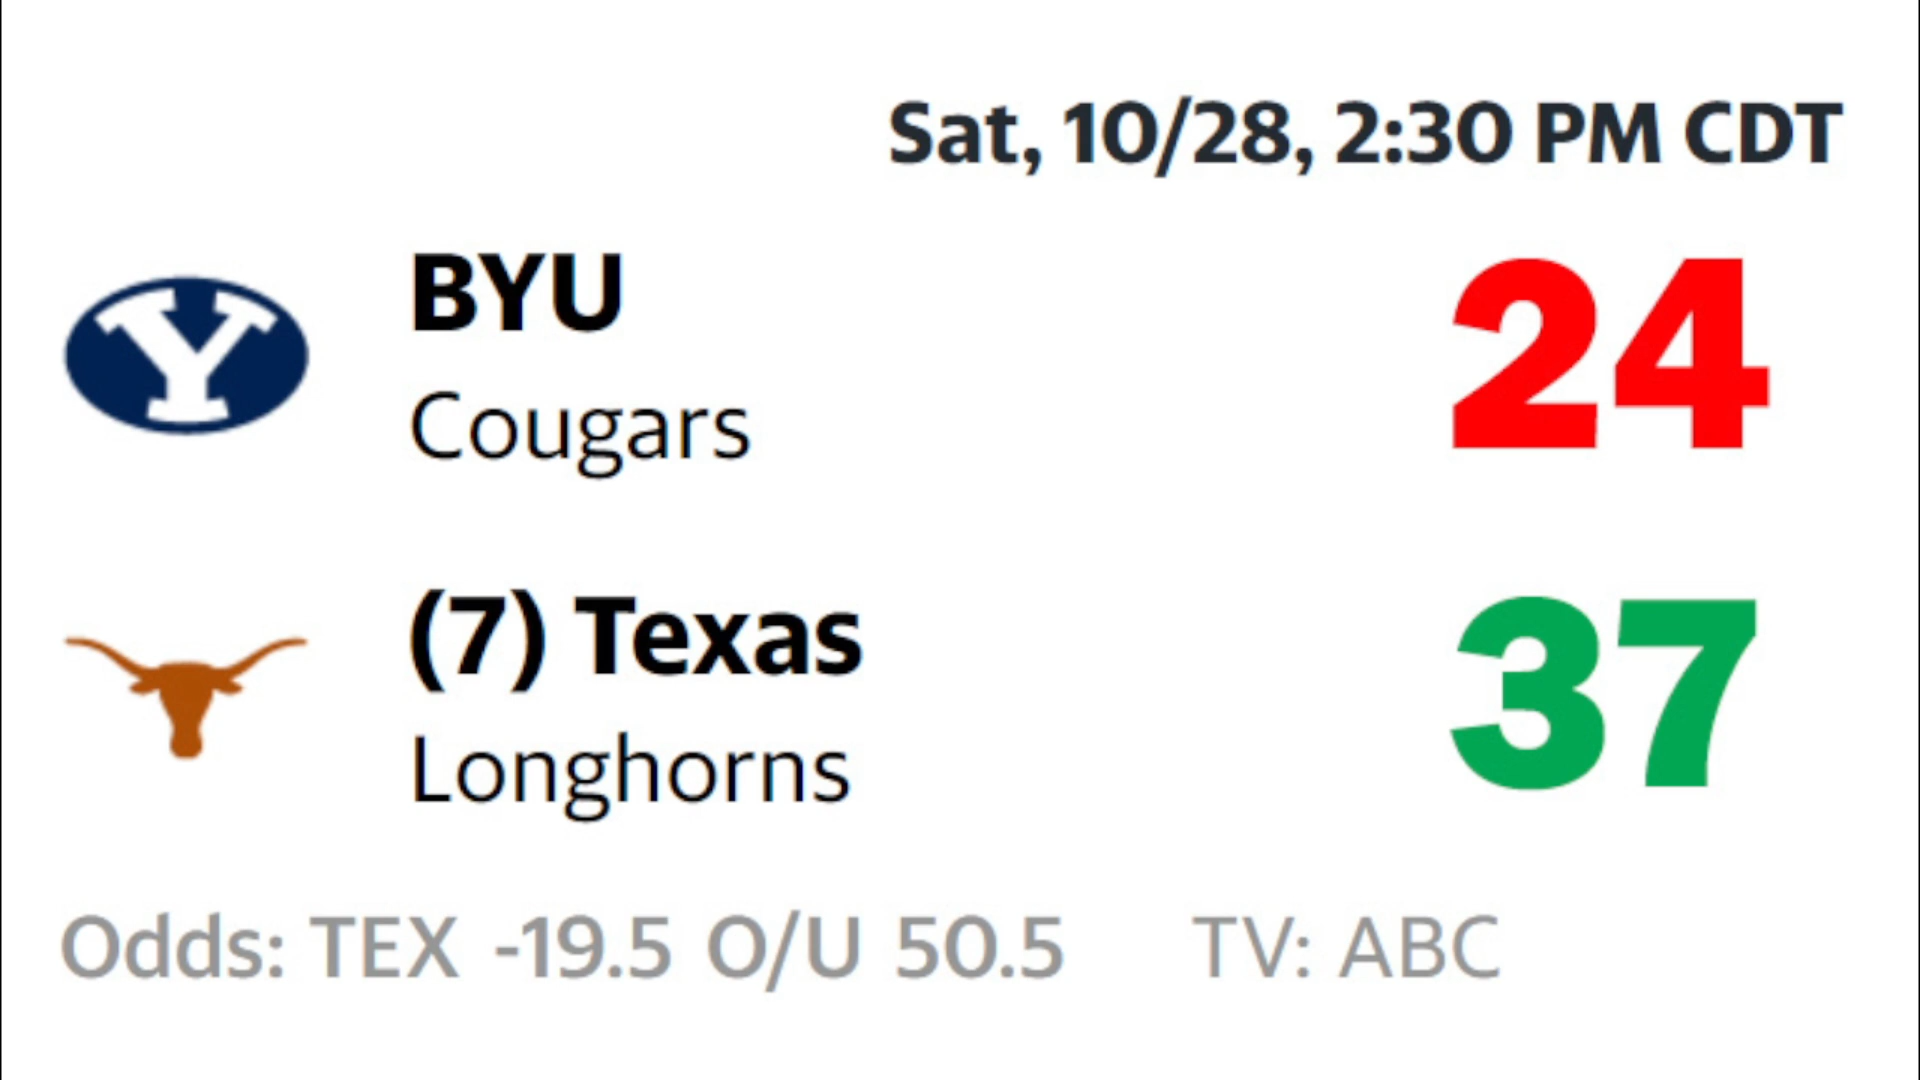 Sat, 10/28, 2:30 PM CDT
Y
BYU
24
Cougars
(7) Texas
37
Longhorns
Odds: TEX -19.5 O/U 50.5 TV: ABC